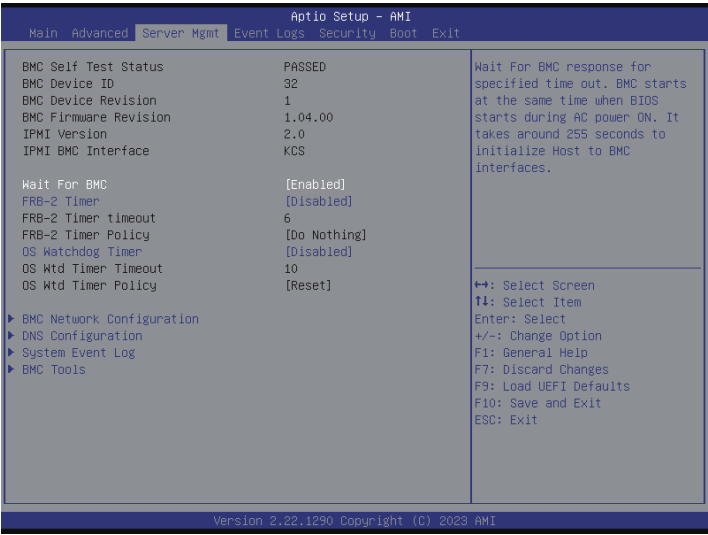 Aptio Setup – AMI
Main Advanced Server Mgmt Event Logs Security Boot Exit
BMC Self Test Status PASSED
BMC Device ID 32
BMC Device Revision 1
BMC Firmware Revision 1.04.00
IPMI Version 2.0
IPMI BMC Interface KCS
Wait For BMC [Enabled]
FRB-2 Timer [Disabled]
FRB-2 Timer timeout 6
FRB-2 Timer Policy [Do Nothing]
OS Watchdog Timer [Disabled]
OS Wtd Timer Timeout 10
OS Wtd Timer Policy [Reset]
BMC Network Configuration
DNS Configuration
System Event Log
BMC Tools
Wait For BMC response for
specified time out. BMC starts
at the same time when BIOS
starts during AC power ON. It
takes around 255 seconds to
initialize Host to BMC
interfaces.
↔: Select Screen
↑↓: Select Item
Enter: Select
+/-: Change Option
F1: General Help
F7: Discard Changes
F9: Load UEFI Defaults
F10: Save and Exit
ESC: Exit
Version 2.22.1290 Copyright (C) 2023 AMI